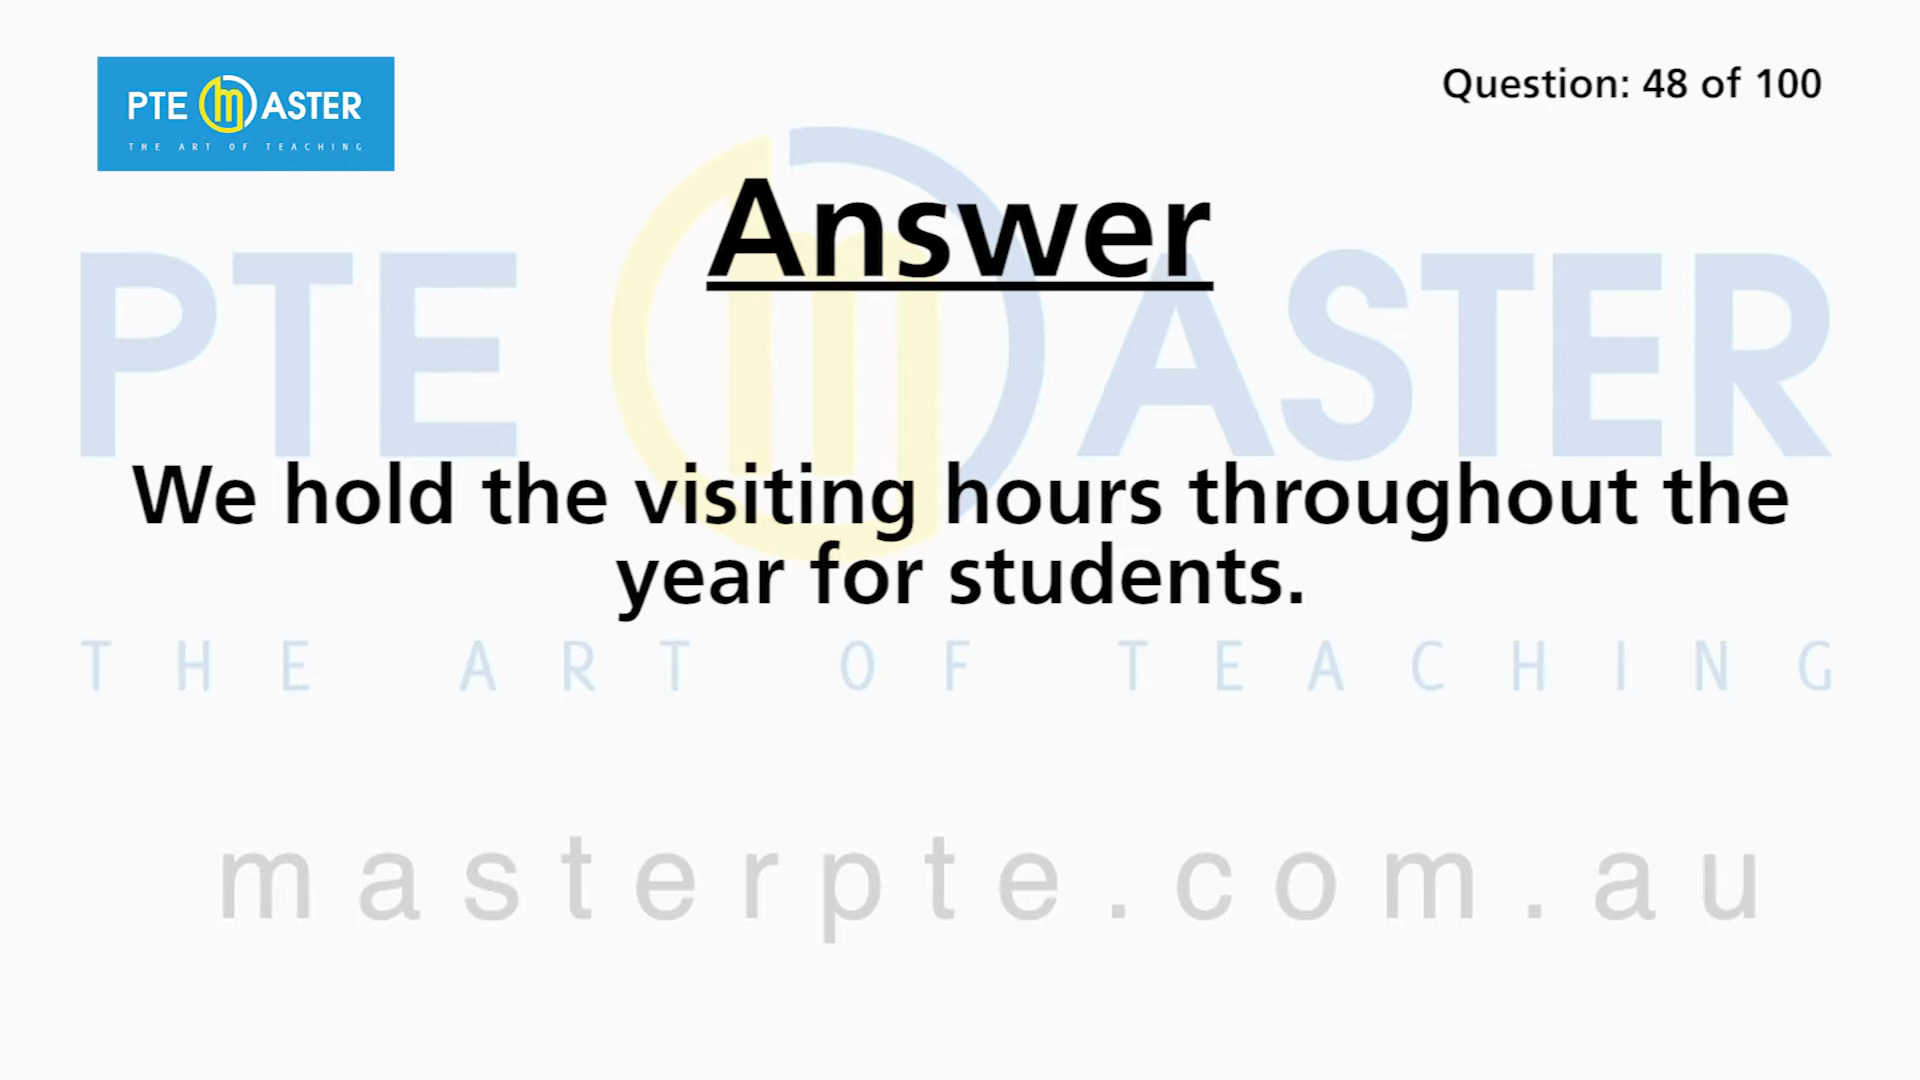 PTE MASTER
THE ART OF TEACHING
Question: 48 of 100
Answer
PTE MASTER
We hold the visiting hours throughout the
year for students.
THE ART OF TEACHING
masterpte.com.au